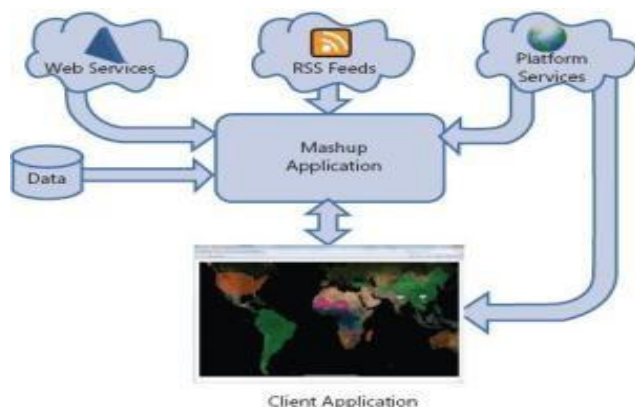 Web Services
RSS Feeds
Platform
Services
Mashup
Application
Data
Client Application